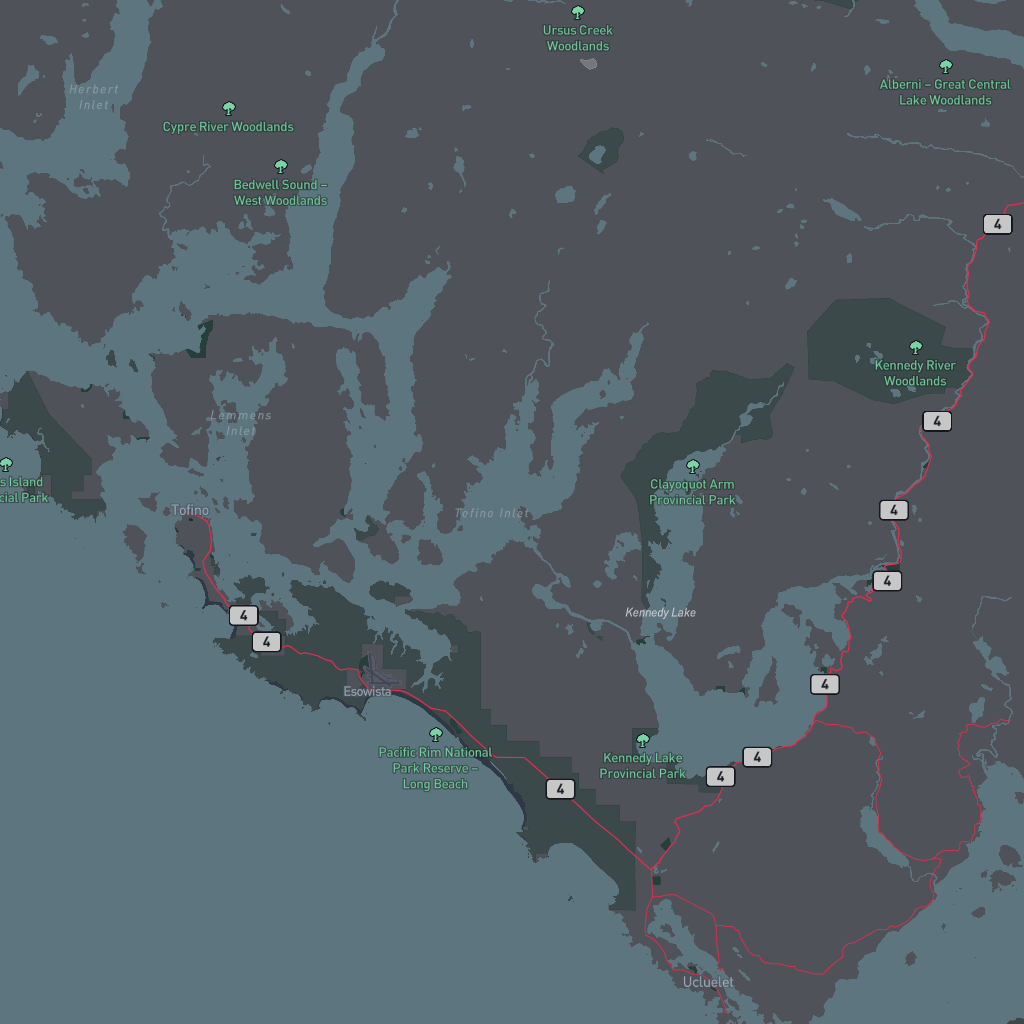 Ursus Creek
Woodlands
Alberni – Great Central
Lake Woodlands
Herbert
Inlet
Cypre River Woodlands
Bedwell Sound –
West Woodlands
4
Kennedy River
Woodlands
Lemmens
Inlet
4
s Island
cial Park
Clayoquot Arm
Provincial Park
Tofino
Tofino Inlet
4
4
Kennedy Lake
4
4
4
Esowista
Pacific Rim National
Park Reserve –
Long Beach
Kennedy Lake
Provincial Park
4
4
4
Ucluelet